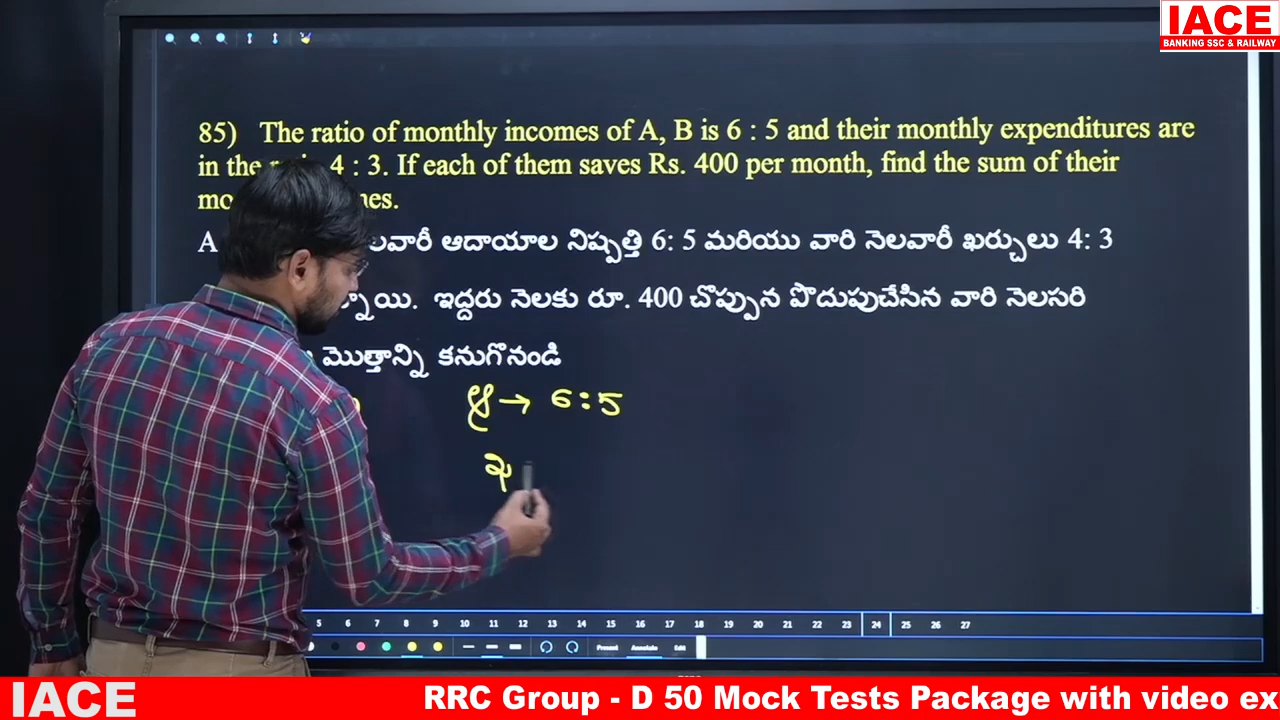 IACE
BANKING SSC & RAILWAY
85) The ratio of monthly incomes of A, B is 6 : 5 and their monthly expenditures are
in the 4 : 3. If each of them saves Rs. 400 per month, find the sum of their
A ఆదాయాల నిష్పత్తి 6: 5 మరియు వారి నెలవారీ ఖర్చులు 4: 3
ఇద్దరు నెలకు రూ. 400 చొప్పున పొదుపుచేసిన వారి నెలసరి
మొత్తాన్ని కనుగొనండి
→ 6:5
ఖ
5 6 7 8 9 10 11 12 13 14 15 16 17 18 19 20 21 22 23 24 25 26 27
Present Annotate Edit
IACE
RRC Group - D 50 Mock Tests Package with video ex